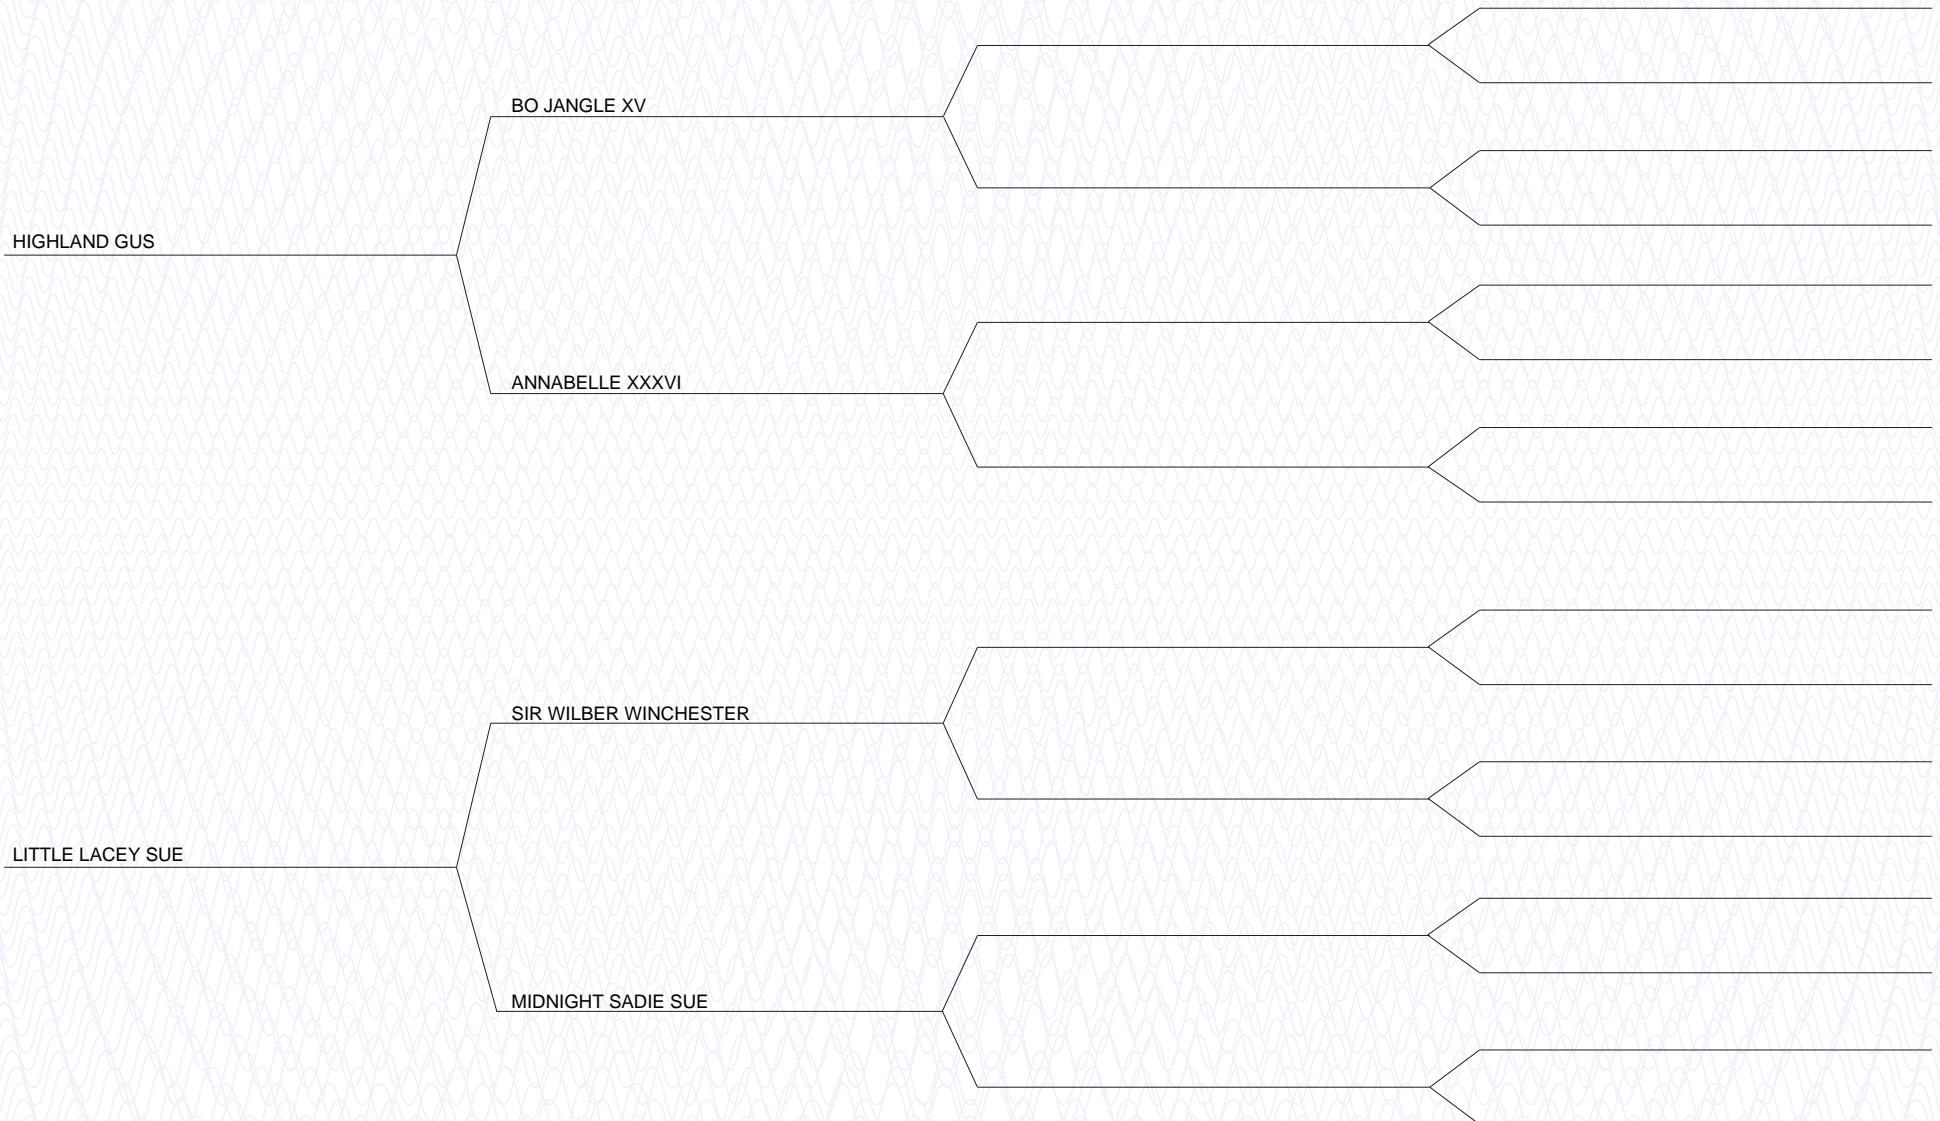 BO JANGLE XV
HIGHLAND GUS
ANNABELLE XXXVI
SIR WILBER WINCHESTER
LITTLE LACEY SUE
MIDNIGHT SADIE SUE